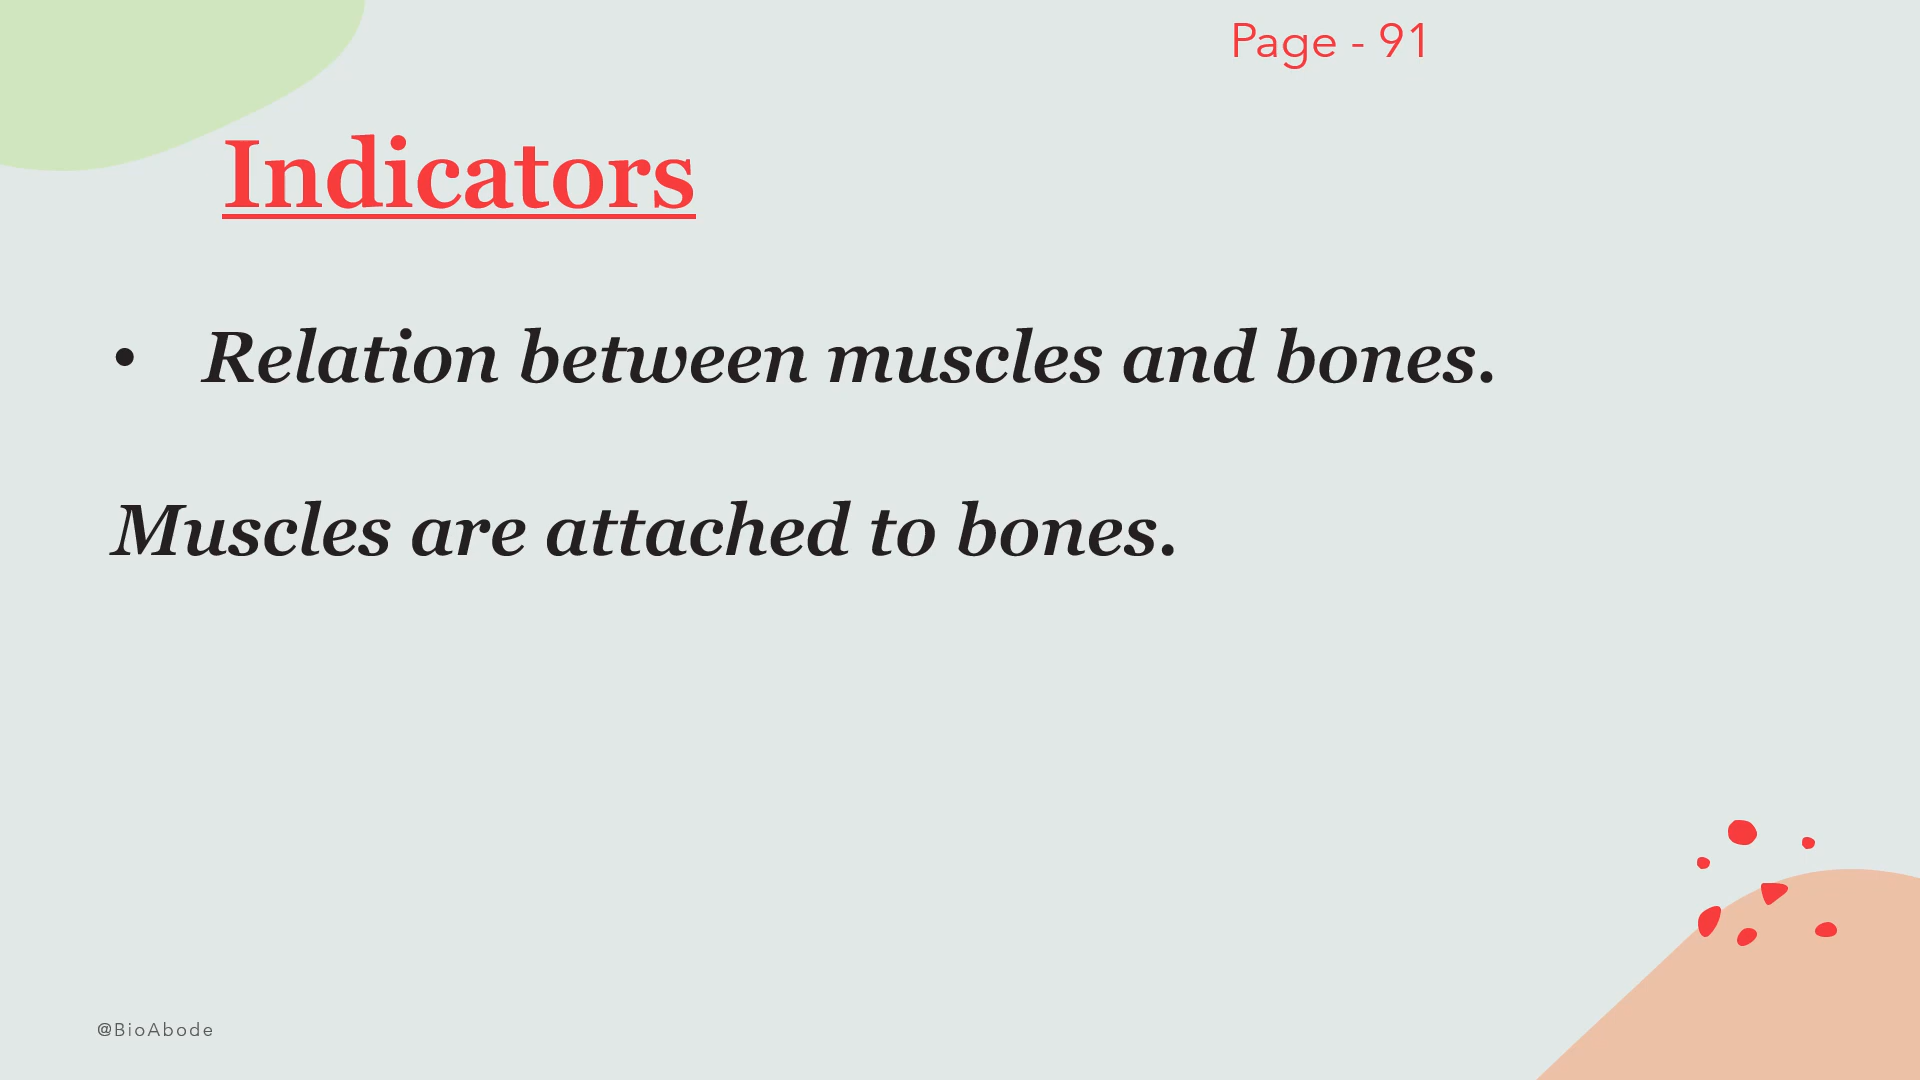 Page - 91
Indicators
• Relation between muscles and bones.
Muscles are attached to bones.
@BioAbode